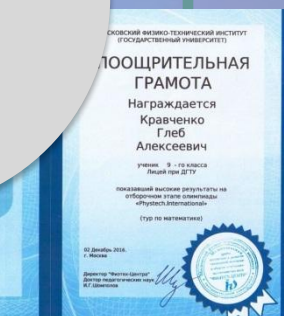 СКОВСКИЙ ФИЗИКО-ТЕХНИЧЕСКИЙ ИНСТИТУТ
(ГОСУДАРСТВЕННЫЙ УНИВЕРСИТЕТ)
ПООЩРИТЕЛЬНАЯ
ГРАМОТА
Награждается
Кравченко
Глеб
Алексеевич
ученик 9 - го класса
Лицей при ДГТУ
показавший высокие результаты на
отборочном этапе олимпиады
«Phystech.International»
(тур по математике)
02 Декабрь 2016,
г. Москва
Директор "Физтех-Центра"
Доктор педагогических наук
И.Г.Шомполов